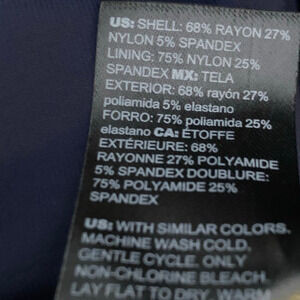 US: SHELL: 68% RAYON 27%
NYLON 5% SPANDEX
LINING: 75% NYLON 25%
SPANDEX MX: TELA
EXTERIOR: 68% rayón 27%
poliamida 5% elastano
FORRO: 75% poliamida 25%
elastano CA: ÉTOFFE
EXTÉRIEURE: 68%
RAYONNE 27% POLYAMIDE
5% SPANDEX DOUBLURE:
75% POLYAMIDE 25%
SPANDEX
US: WITH SIMILAR COLORS.
MACHINE WASH COLD.
GENTLE CYCLE. ONLY
NON-CHLORINE BLEACH.
LAY FLAT TO DRY. WARM